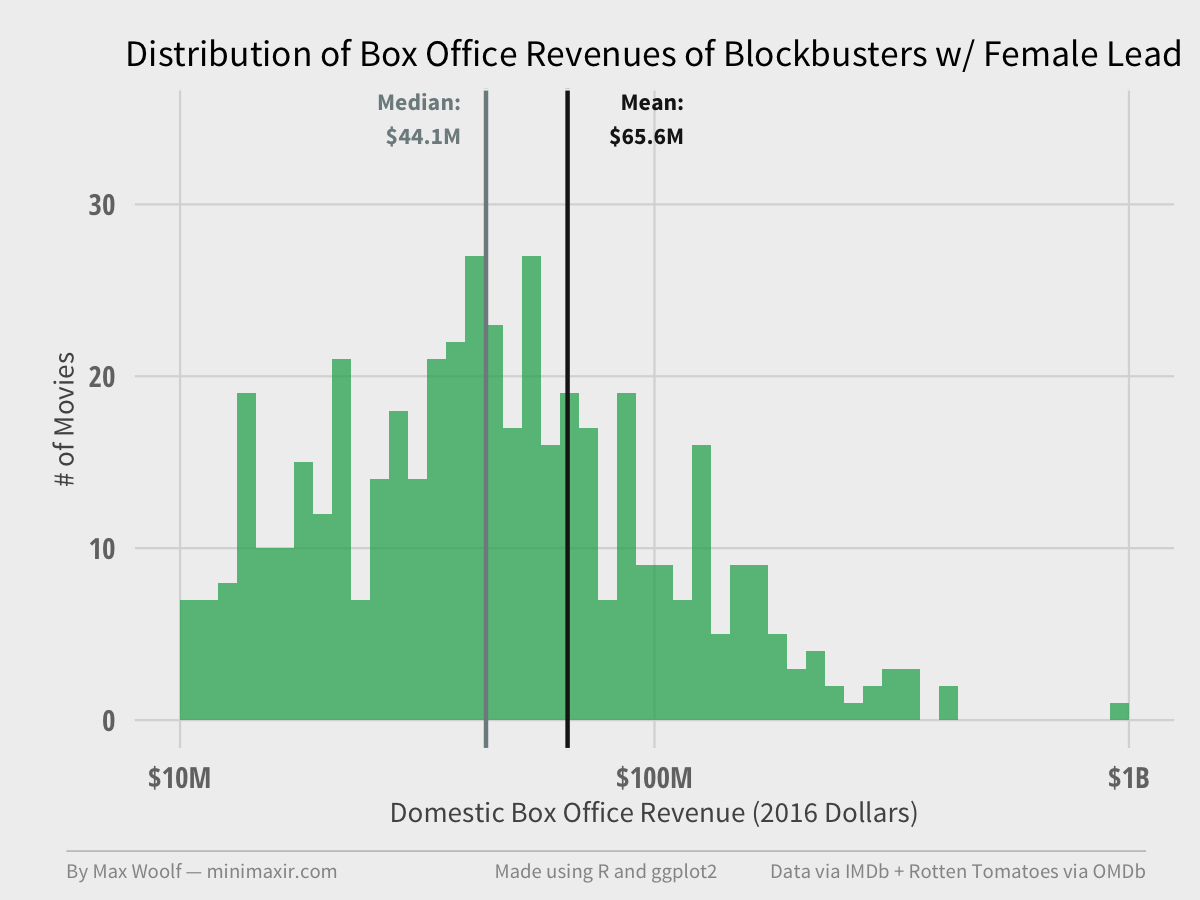 Distribution of Box Office Revenues of Blockbusters w/ Female Lead
Median:
$44.1M
Mean:
$65.6M
30
20
10
0
# of Movies
$10M
$100M
$1B
Domestic Box Office Revenue (2016 Dollars)
By Max Woolf — minimaxir.com
Made using R and ggplot2
Data via IMDb + Rotten Tomatoes via OMDb